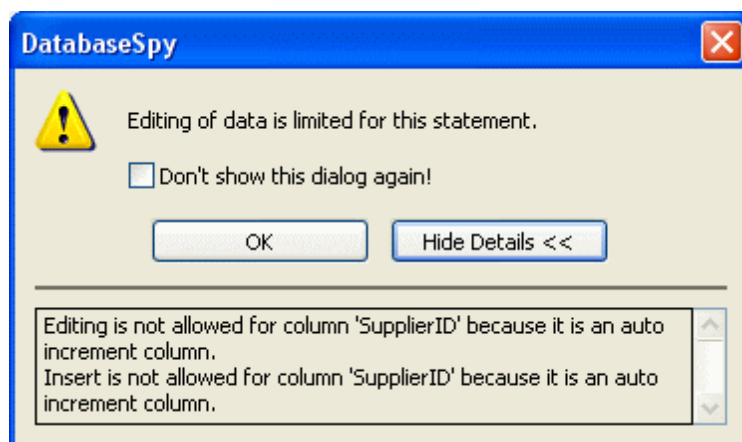 DatabaseSpy
Editing of data is limited for this statement.
Don't show this dialog again!
OK
Hide Details <<
Editing is not allowed for column 'SupplierID' because it is an auto
increment column.
Insert is not allowed for column 'SupplierID' because it is an auto
increment column.